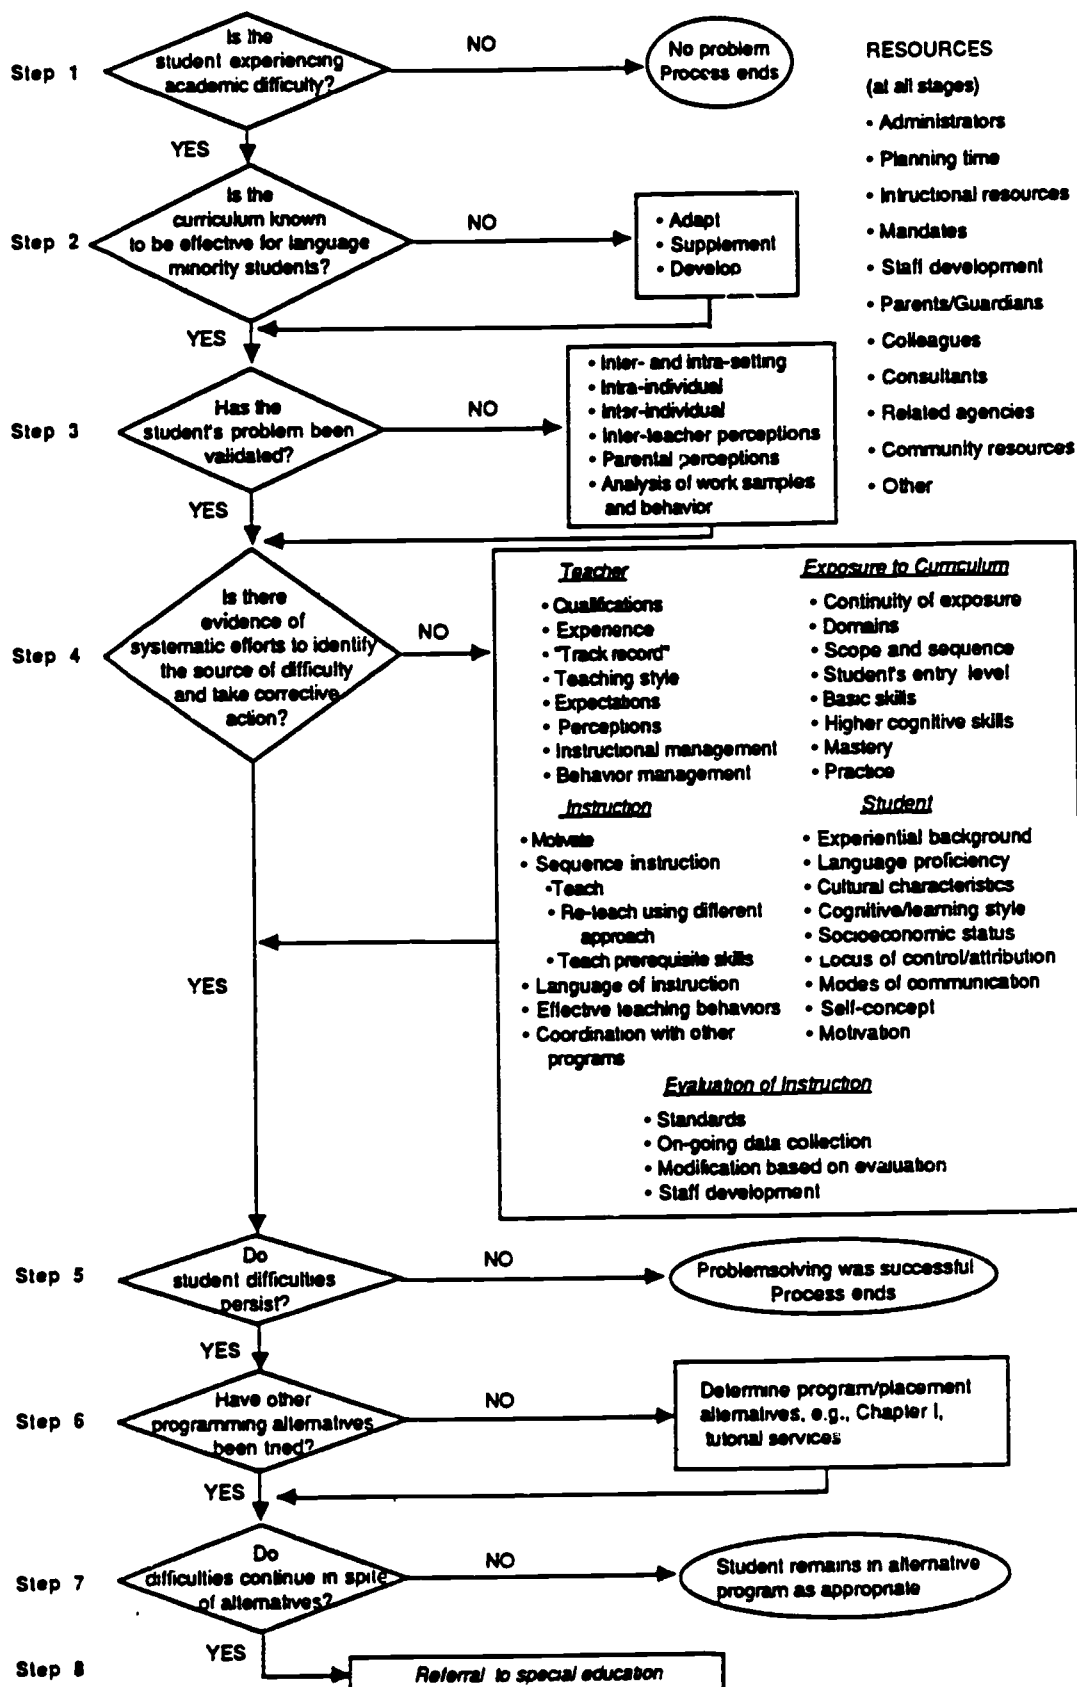 Step 1
Is the
student experiencing
academic difficulty?
NO
No problem
Process ends
YES
Step 2
Is the
curriculum known
to be effective for language
minority students?
NO
• Adapt
• Supplement
• Develop
YES
Step 3
Has the
student's problem been
validated?
NO
• Inter- and intra-setting
• Intra-individual
• Inter-individual
• Inter-teacher perceptions
• Parental perceptions
• Analysis of work samples
and behavior
YES
RESOURCES
(at all stages)
• Administrators
• Planning time
• Intructional resources
• Mandates
• Staff development
• Parents/Guardians
• Colleagues
• Consultants
• Related agencies
• Community resources
• Other
Step 4
Is there
evidence of
systematic efforts to identify
the source of difficulty
and take corrective
action?
NO
Teacher
• Qualifications
• Experience
• "Track record"
• Teaching style
• Expectations
• Perceptions
• Instructional management
• Behavior management
Exposure to Curriculum
• Continuity of exposure
• Domains
• Scope and sequence
• Student's entry level
• Basic skills
• Higher cognitive skills
• Mastery
• Practice
Instruction
• Motivate
• Sequence instruction
• Teach
• Re-teach using different
approach
• Teach prerequisite skills
• Language of instruction
• Effective teaching behaviors
• Coordination with other
programs
Student
• Experiential background
• Language proficiency
• Cultural characteristics
• Cognitive/learning style
• Socioeconomic status
• Locus of control/attribution
• Modes of communication
• Self-concept
• Motivation
Evaluation of Instruction
• Standards
• On-going data collection
• Modification based on evaluation
• Staff development
YES
Step 5
Do
student difficulties
persist?
NO
Problemsolving was successful
Process ends
YES
Step 6
Have other
programming alternatives
been tried?
NO
Determine program/placement
alternatives, e.g., Chapter I,
tutorial services
YES
Step 7
Do
difficulties continue in spite
of alternatives?
NO
Student remains in alternative
program as appropriate
YES
Step 8
Referral to special education